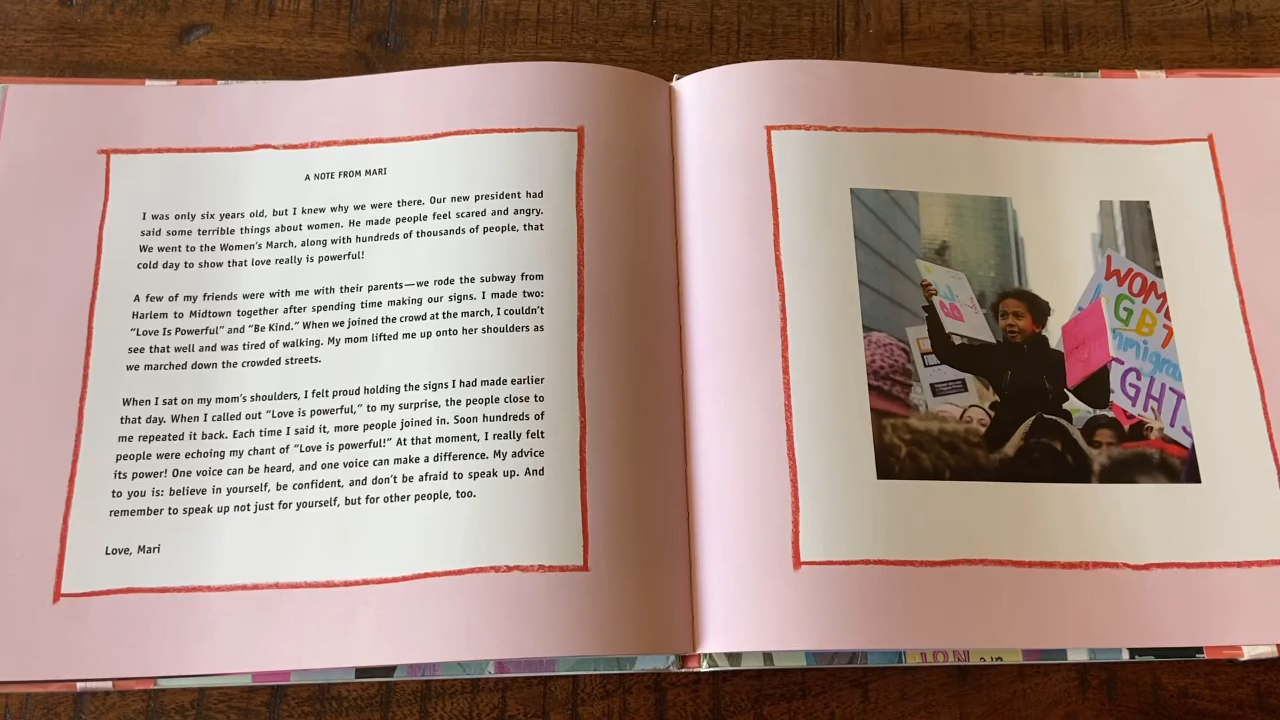 A NOTE FROM MARI
I was only six years old, but I knew why we were there. Our new president had
said some terrible things about women. He made people feel scared and angry.
We went to the Women's March, along with hundreds of thousands of people, that
cold day to show that love really is powerful!
A few of my friends were with me with their parents—we rode the subway from
Harlem to Midtown together after spending time making our signs. I made two:
"Love Is Powerful" and "Be Kind." When we joined the crowd at the march, I couldn't
see that well and was tired of walking. My mom lifted me up onto her shoulders as
we marched down the crowded streets.
When I sat on my mom's shoulders, I felt proud holding the signs I had made earlier
that day. When I called out "Love is powerful," to my surprise, the people close to
me repeated it back. Each time I said it, more people joined in. Soon hundreds of
people were echoing my chant of "Love is powerful!" At that moment, I really felt
its power! One voice can be heard, and one voice can make a difference. My advice
to you is: believe in yourself, be confident, and don't be afraid to speak up. And
remember to speak up not just for yourself, but for other people, too.
Love, Mari
WOM
GBT
mmigra
GHTS